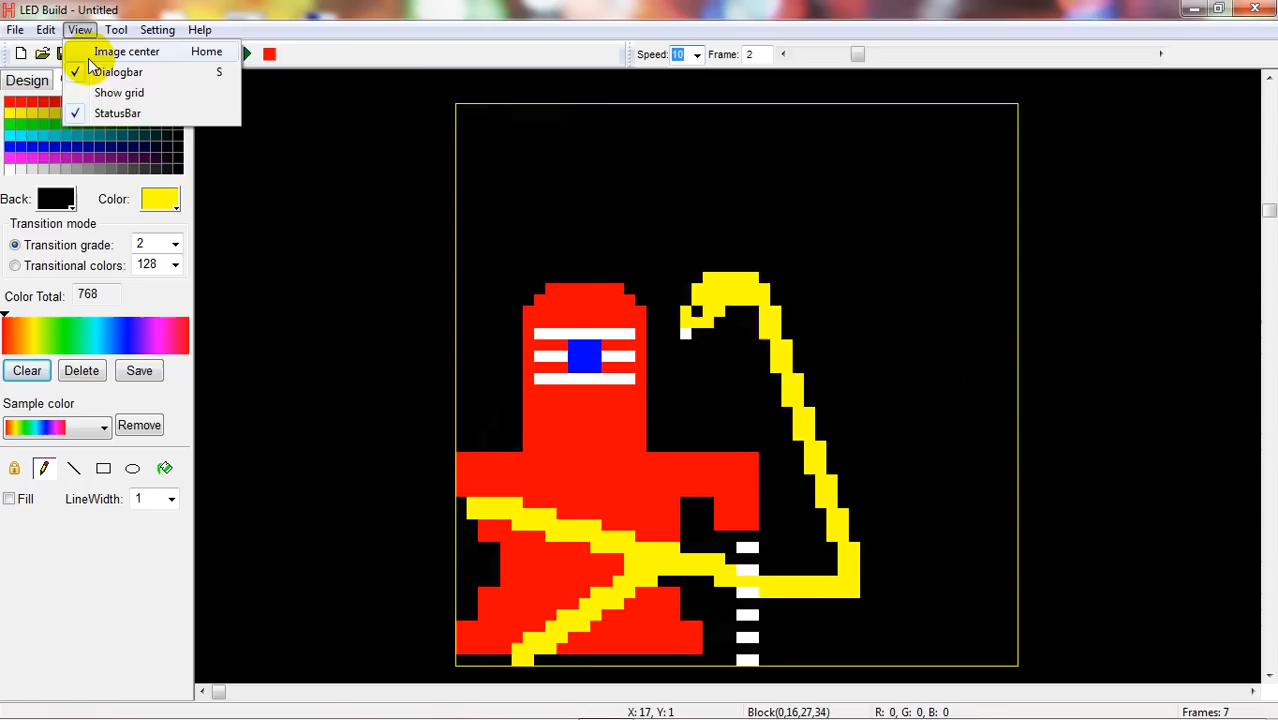 LED Build - Untitled
File Edit View Tool Setting Help
Image center Home
Dialogbar S
Show grid
StatusBar
Speed: 10 Frame: 2
Design
Back: Color:
Transition mode
Transition grade: 2
Transitional colors: 128
Color Total: 768
Clear Delete Save
Sample color
Remove
Fill LineWidth: 1
X: 17, Y: 1 Block(0,16,27,34) R: 0, G: 0, B: 0 Frames: 7